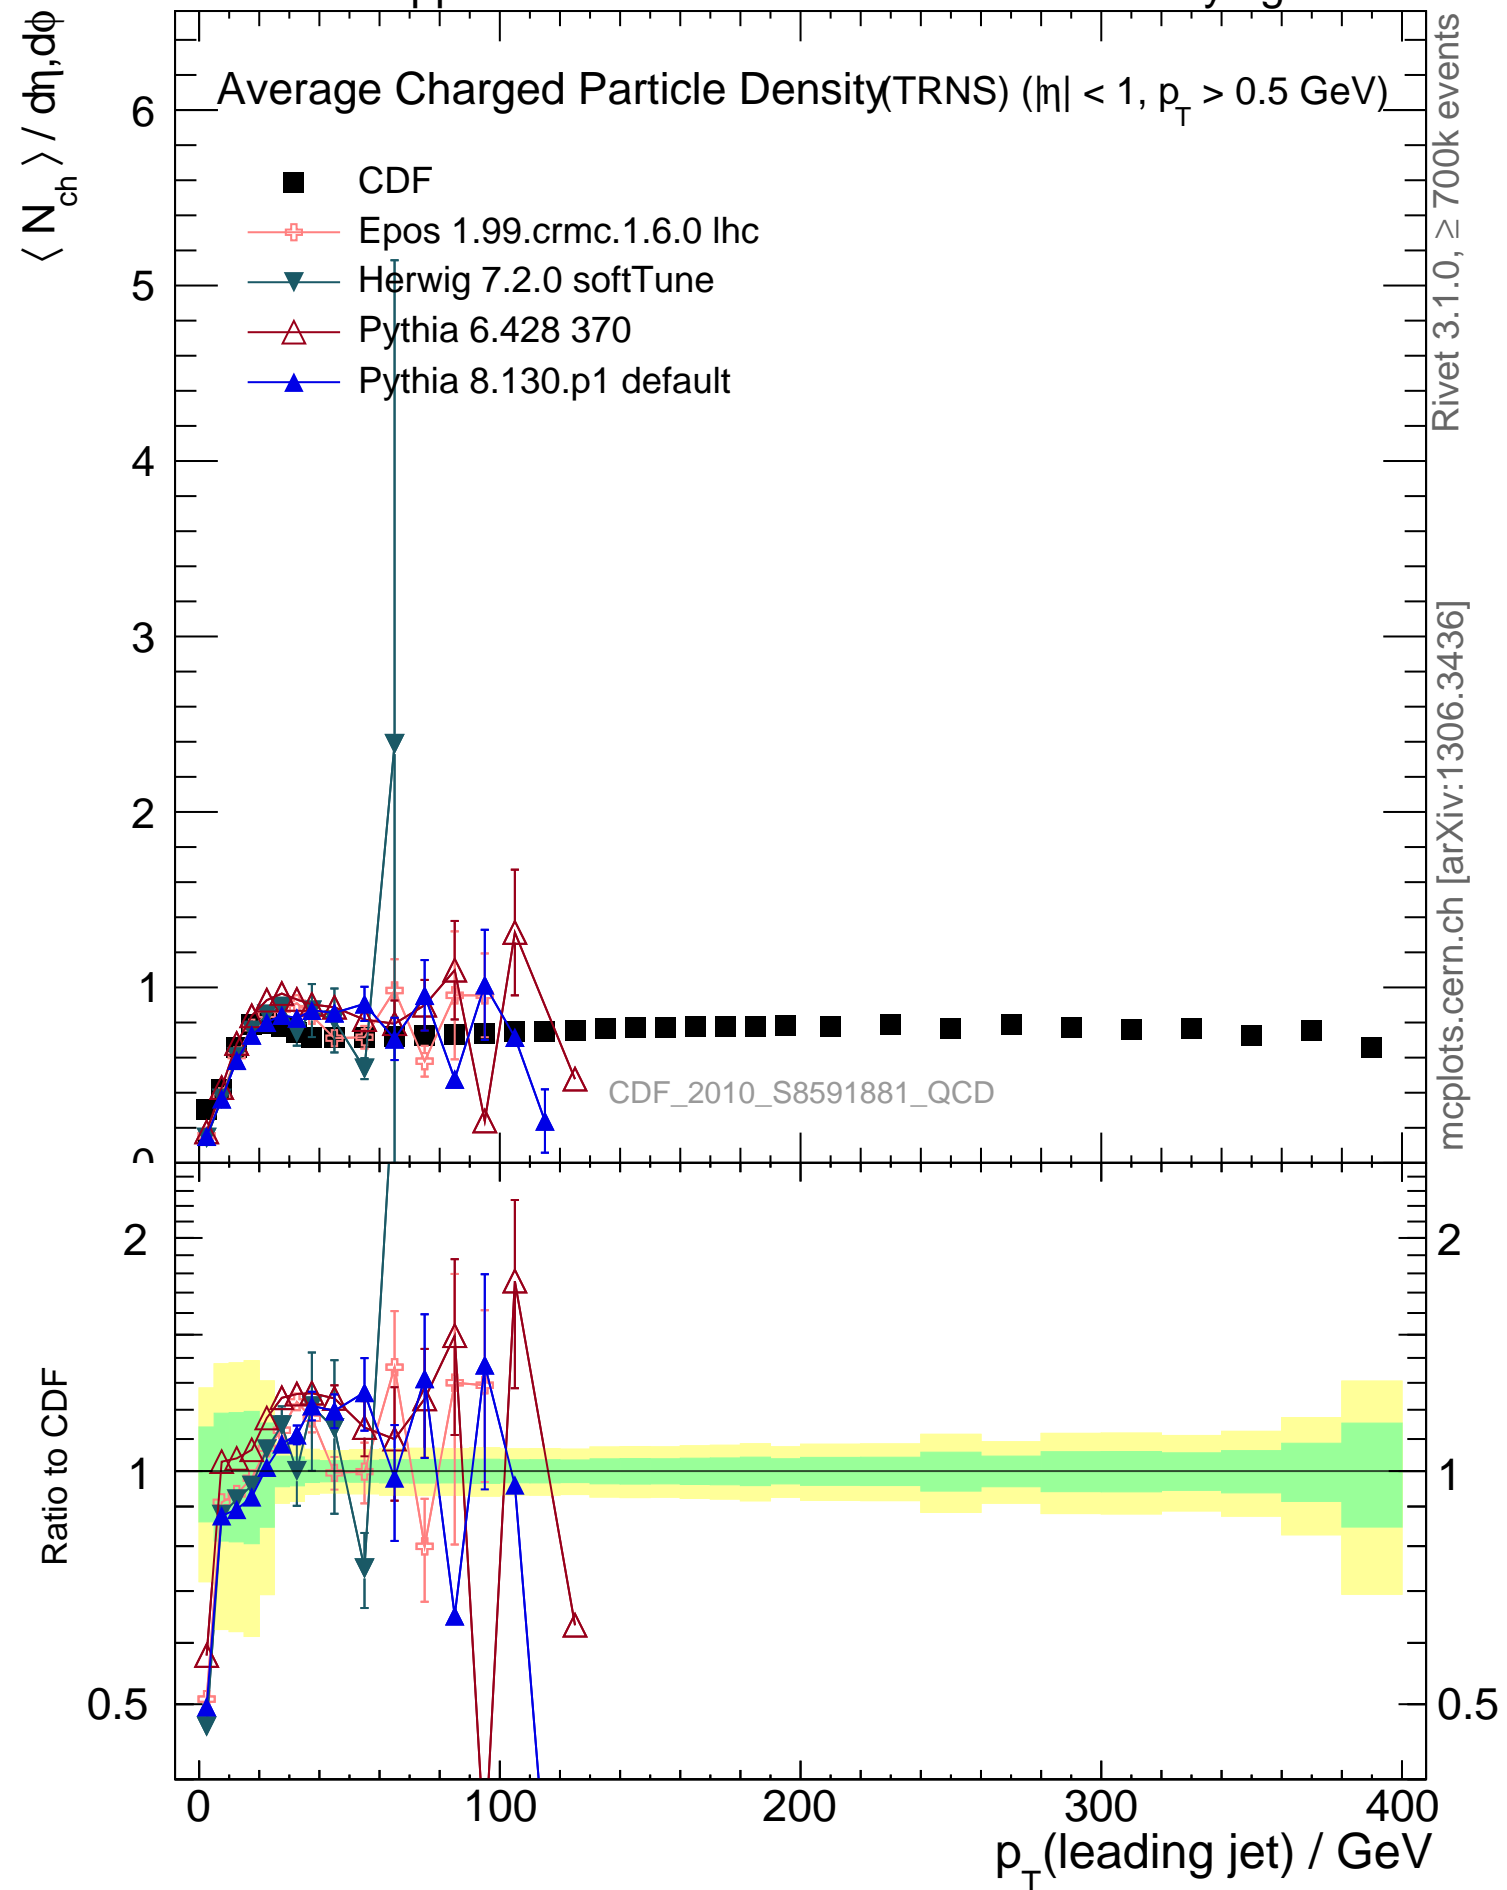 Average Charged Particle Density (TRNS) (|η| < 1, p_T > 0.5 GeV)
⟨ N_ch ⟩ / dη,dϕ
CDF
Epos 1.99.crmc.1.6.0 lhc
Herwig 7.2.0 softTune
Pythia 6.428 370
Pythia 8.130.p1 default
6
5
4
3
2
1
0
CDF_2010_S8591881_QCD
Rivet 3.1.0, ≥ 700k events
mcplots.cern.ch [arXiv:1306.3436]
Ratio to CDF
2
1
0.5
2
1
0.5
0 100 200 300 400
p_T(leading jet) / GeV